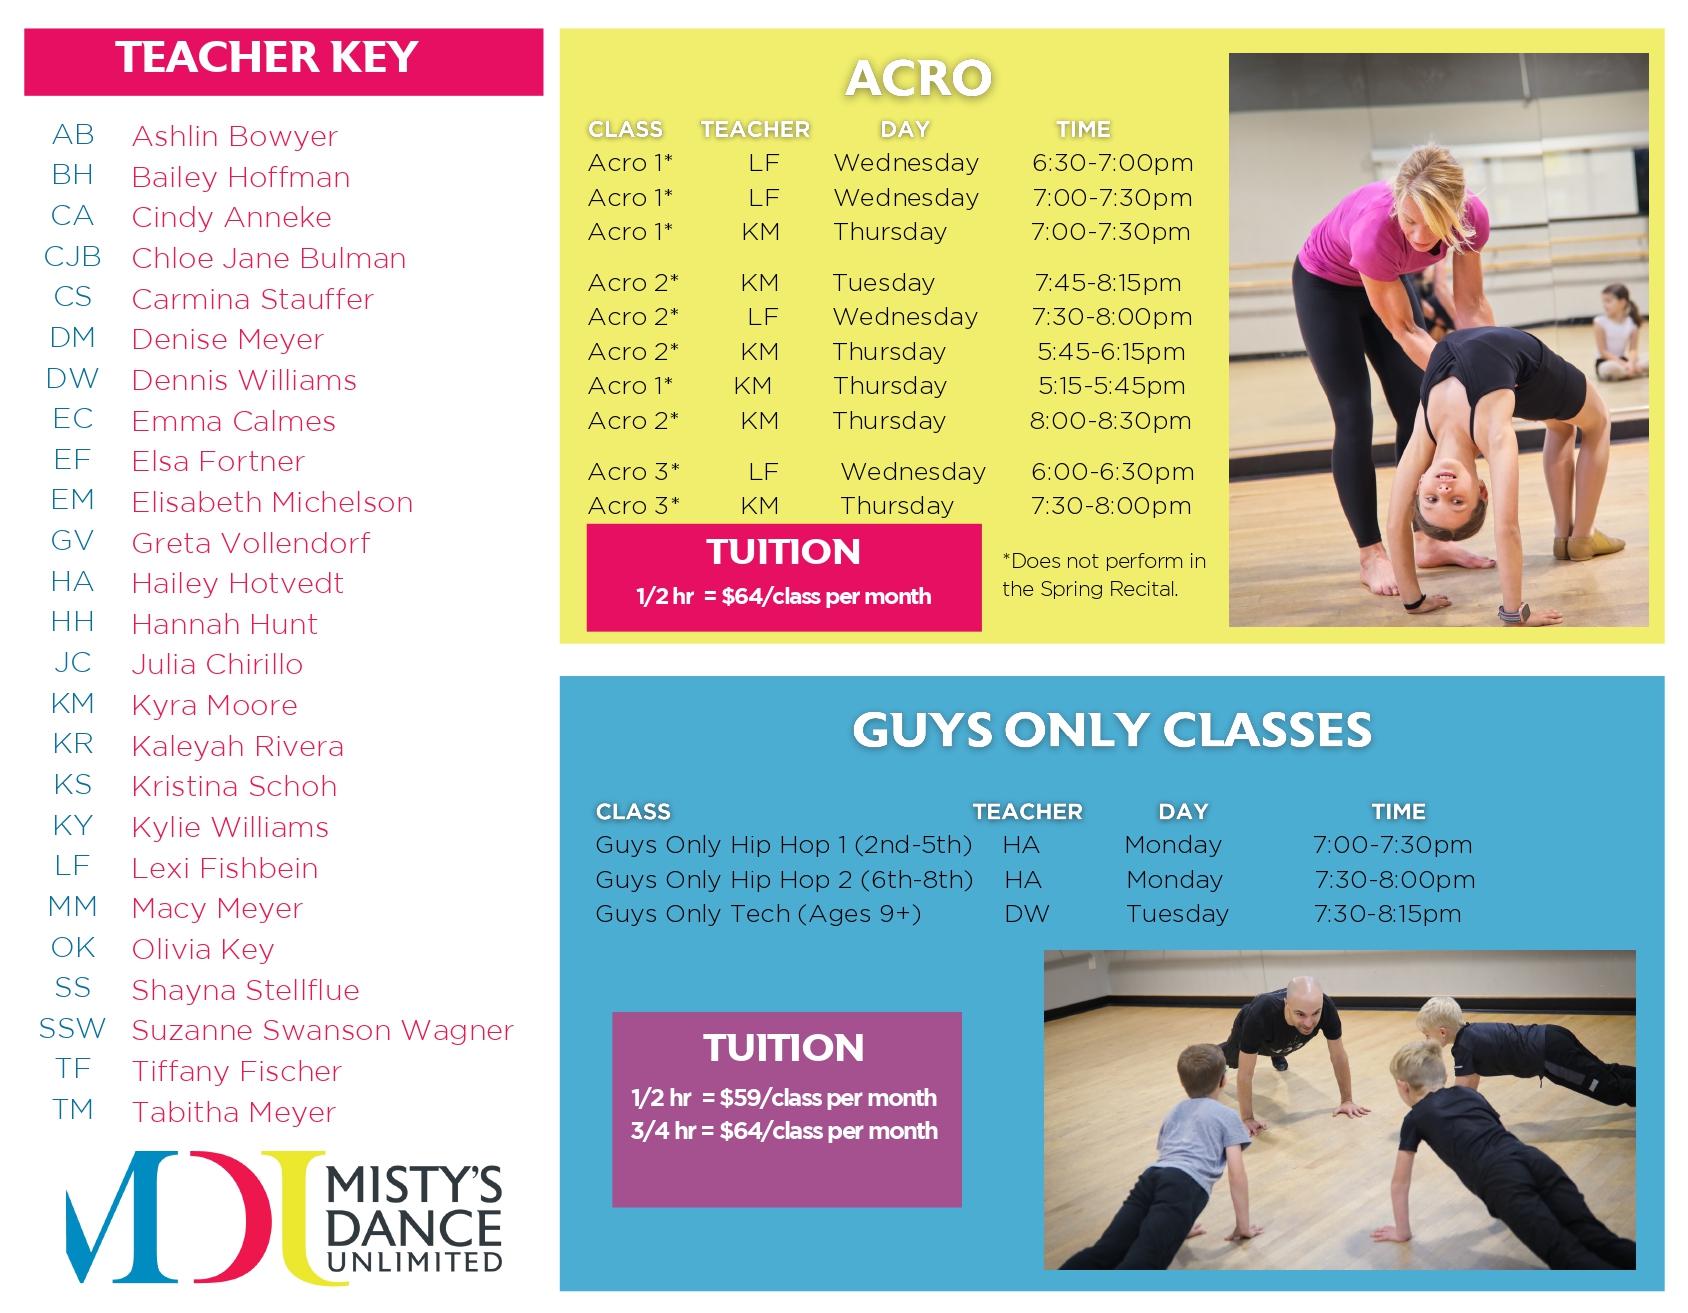 TEACHER KEY
AB Ashlin Bowyer
BH Bailey Hoffman
CA Cindy Anneke
CJB Chloe Jane Bulman
CS Carmina Stauffer
DM Denise Meyer
DW Dennis Williams
EC Emma Calmes
EF Elsa Fortner
EM Elisabeth Michelson
GV Greta Vollendorf
HA Hailey Hotvedt
HH Hannah Hunt
JC Julia Chirillo
KM Kyra Moore
KR Kaleyah Rivera
KS Kristina Schoh
KY Kylie Williams
LF Lexi Fishbein
MM Macy Meyer
OK Olivia Key
SS Shayna Stellflue
SSW Suzanne Swanson Wagner
TF Tiffany Fischer
TM Tabitha Meyer
MDU MISTY'S
DANCE
UNLIMITED
ACRO
CLASS TEACHER DAY TIME
Acro 1* LF Wednesday 6:30-7:00pm
Acro 1* LF Wednesday 7:00-7:30pm
Acro 1* KM Thursday 7:00-7:30pm
Acro 2* KM Tuesday 7:45-8:15pm
Acro 2* LF Wednesday 7:30-8:00pm
Acro 2* KM Thursday 5:45-6:15pm
Acro 1* KM Thursday 5:15-5:45pm
Acro 2* KM Thursday 8:00-8:30pm
Acro 3* LF Wednesday 6:00-6:30pm
Acro 3* KM Thursday 7:30-8:00pm
TUITION
1/2 hr = $64/class per month
*Does not perform in
the Spring Recital.
GUYS ONLY CLASSES
CLASS TEACHER DAY TIME
Guys Only Hip Hop 1 (2nd-5th) HA Monday 7:00-7:30pm
Guys Only Hip Hop 2 (6th-8th) HA Monday 7:30-8:00pm
Guys Only Tech (Ages 9+) DW Tuesday 7:30-8:15pm
TUITION
1/2 hr = $59/class per month
3/4 hr = $64/class per month